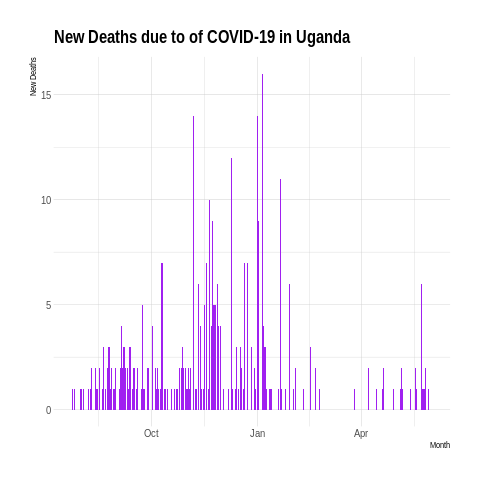 New Deaths due to of COVID-19 in Uganda
New Deaths
15
10
5
0
Oct Jan Apr
Month